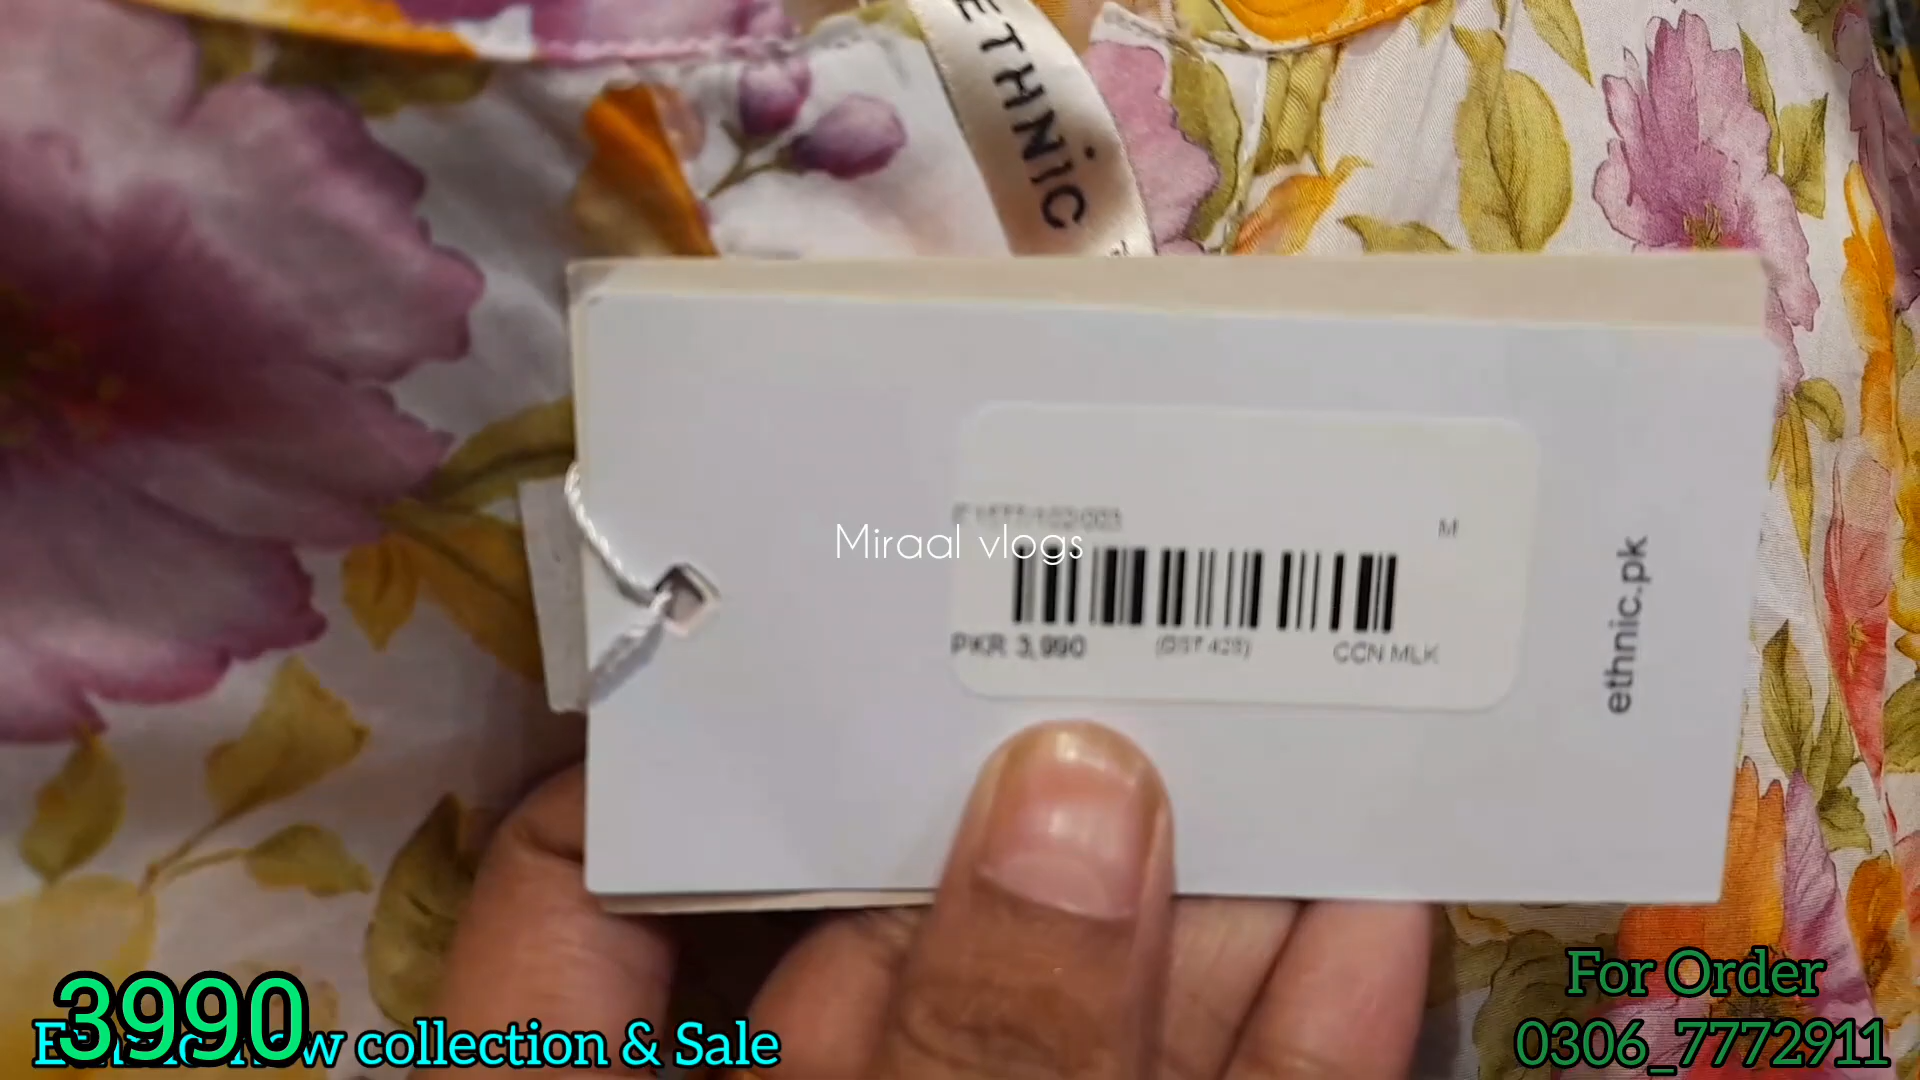 ETHNIC
Miraal vlogs
M
PKR 3,990
CCN MLK
ethnic.pk
3990
collection & Sale
For Order
0306_7772911